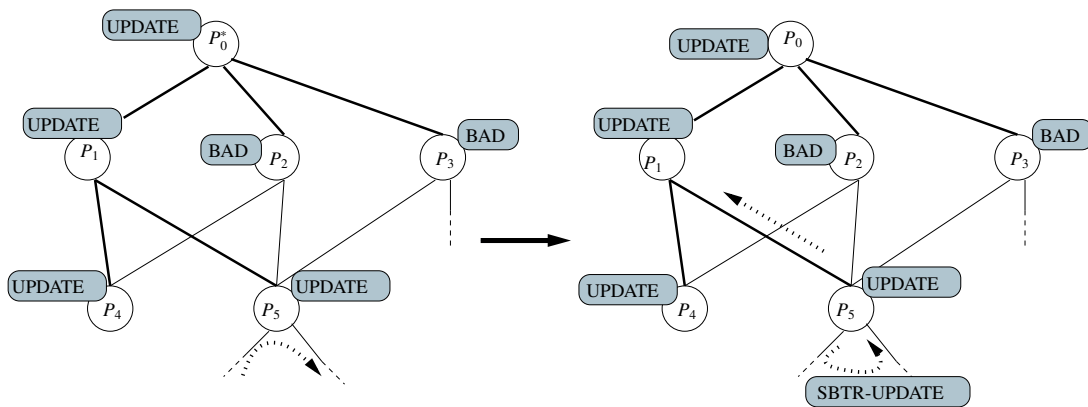 UPDATE
P*0
UPDATE
P1
BAD
P2
P3
BAD
UPDATE
P4
P5
UPDATE
UPDATE
P0
UPDATE
P1
BAD
P2
P3
BAD
UPDATE
P4
P5
UPDATE
SBTR-UPDATE